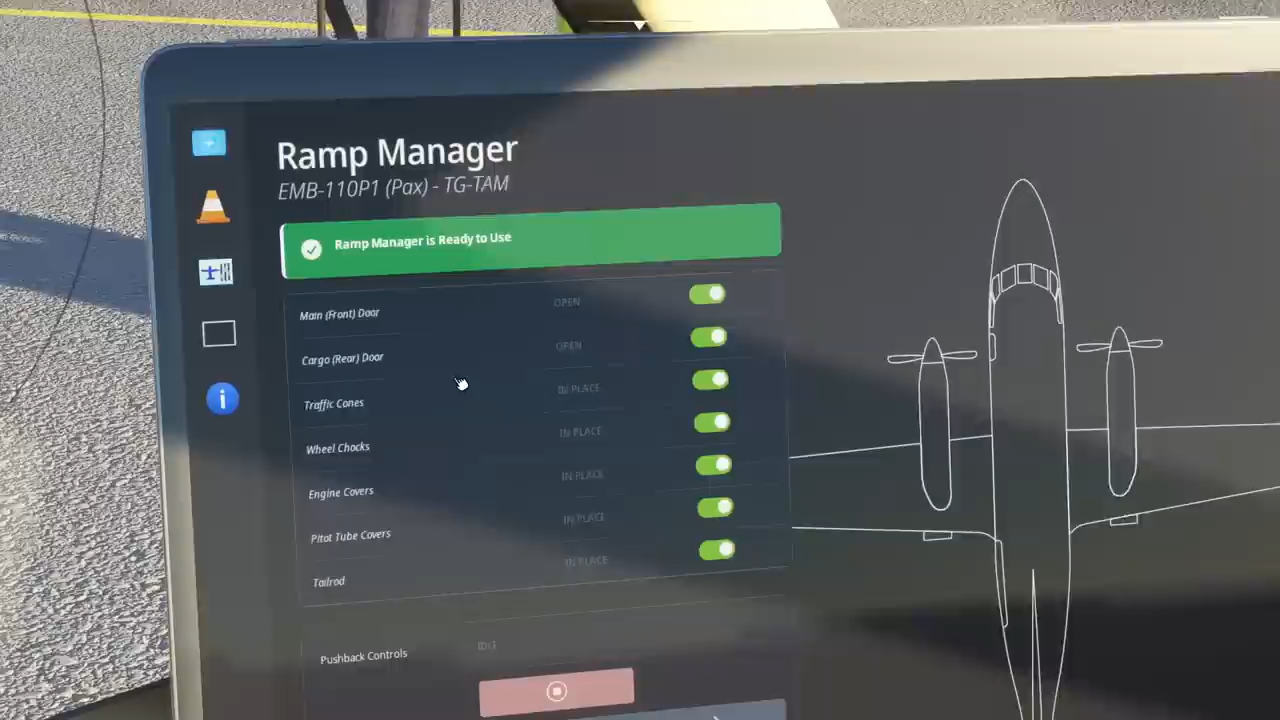 Ramp Manager
EMB-110P1 (Pax) - TG-TAM
Ramp Manager is Ready to Use
Main (Front) Door OPEN
Cargo (Rear) Door OPEN
Traffic Cones IN PLACE
Wheel Chocks IN PLACE
Engine Covers IN PLACE
Pitot Tube Covers IN PLACE
Tailrod IN PLACE
Pushback Controls IDLE